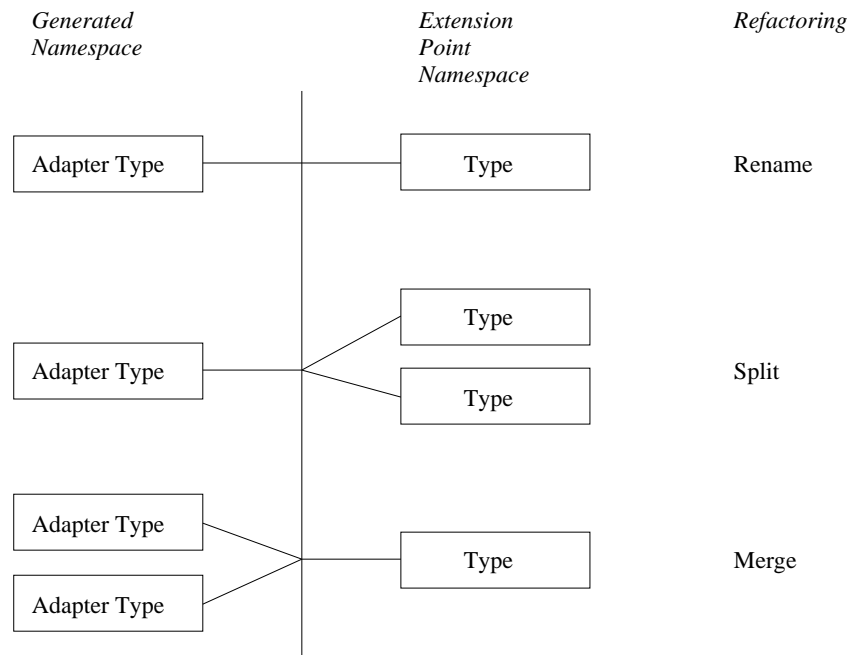 Generated
Namespace
Extension
Point
Namespace
Refactoring
Adapter Type
Type
Rename
Type
Adapter Type
Type
Split
Adapter Type
Adapter Type
Type
Merge